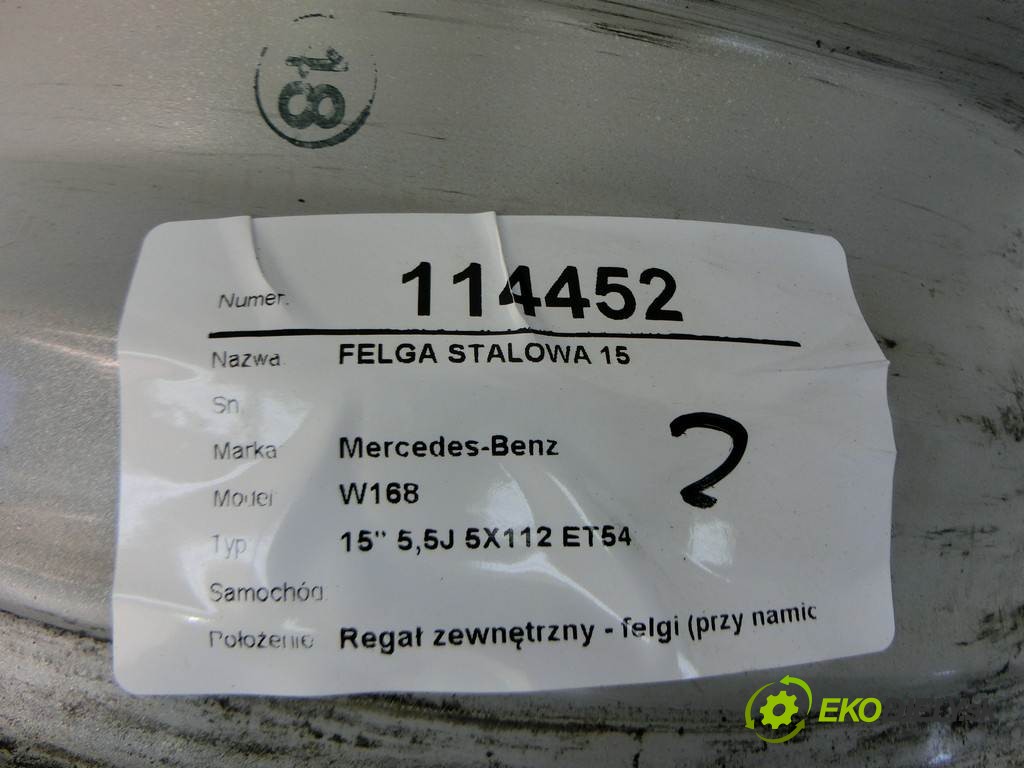 18
Numer: 114452
Nazwa: FELGA STALOWA 15
Sn:
Marka: Mercedes-Benz
2
Model: W168
Typ: 15" 5,5J 5X112 ET54
Samochód:
Położenie: Regał zewnętrzny - felgi (przy namio
EKO